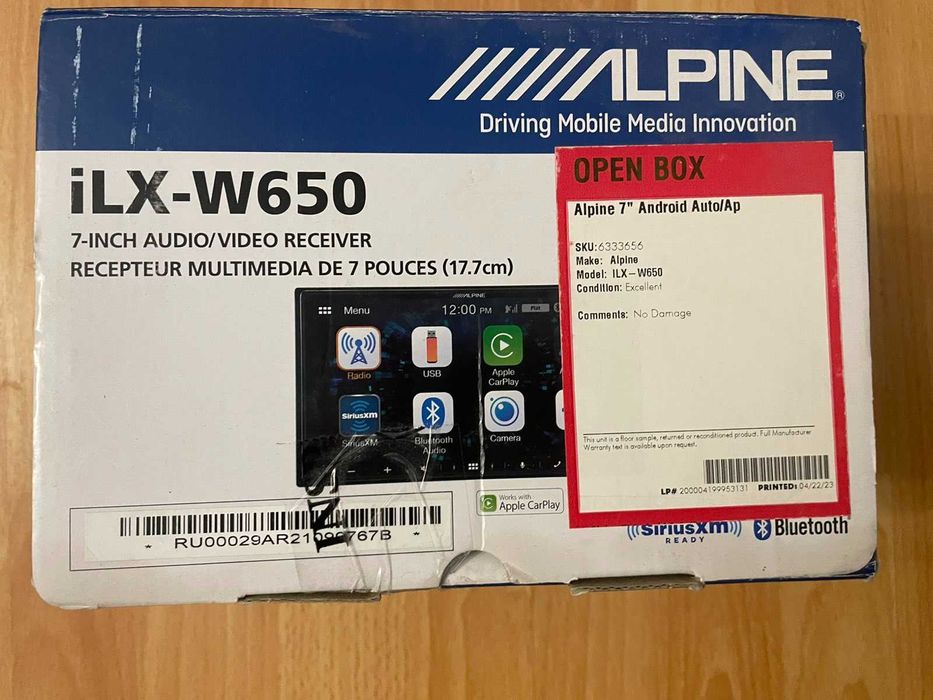 ALPINE®
Driving Mobile Media Innovation
iLX-W650
7-INCH AUDIO/VIDEO RECEIVER
RECEPTEUR MULTIMEDIA DE 7 POUCES (17.7cm)
OPEN BOX
Alpine 7" Android Auto/Ap
SKU:6333656
Make: Alpine
Model: ILX-W650
Condition: Excellent
Comments: No Damage
This unit is a floor sample, returned or reconditioned product. Full Manufacturer
Warranty text is available upon request.
LP# 200004199953131 PRINTED: 04/22/23
ALPINE
Menu 12:00 PM Flat
Radio
USB
Apple
CarPlay
SiriusXM
SiriusXM
Bluetooth
Audio
Camera
Works with
Apple CarPlay
((SiriusXm))
READY
Bluetooth®